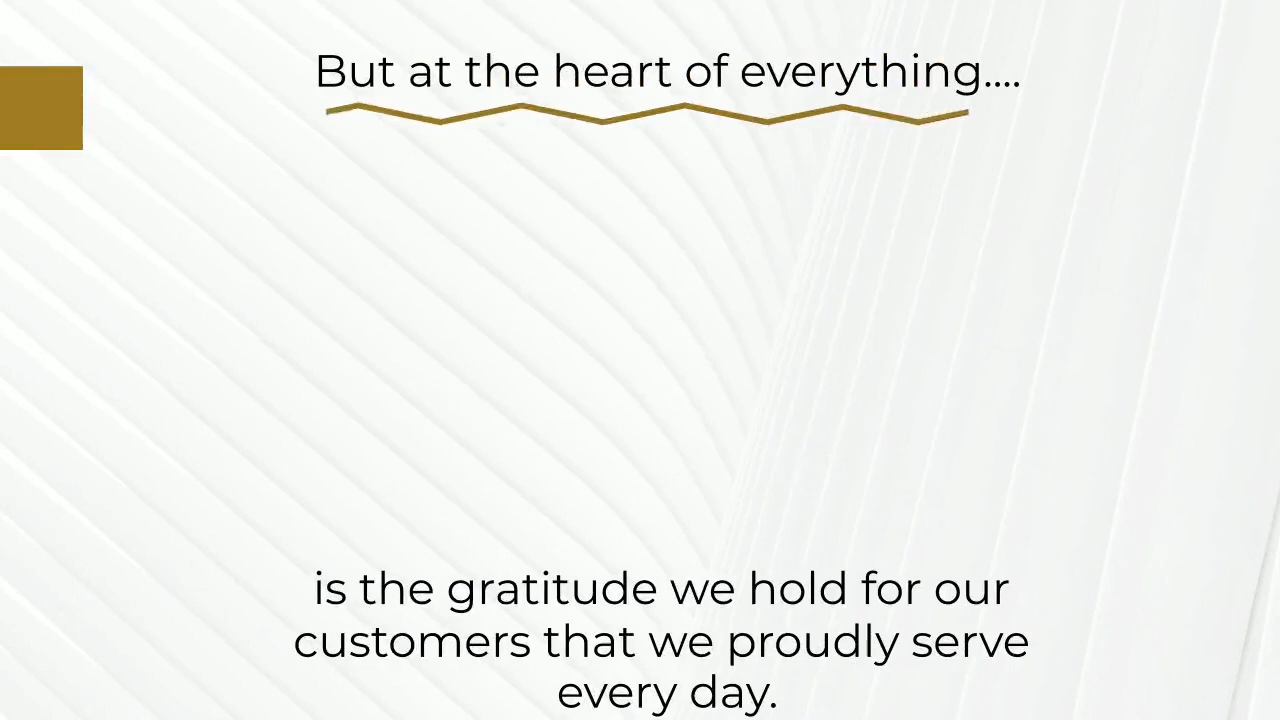 But at the heart of everything....
is the gratitude we hold for our
customers that we proudly serve
every day.